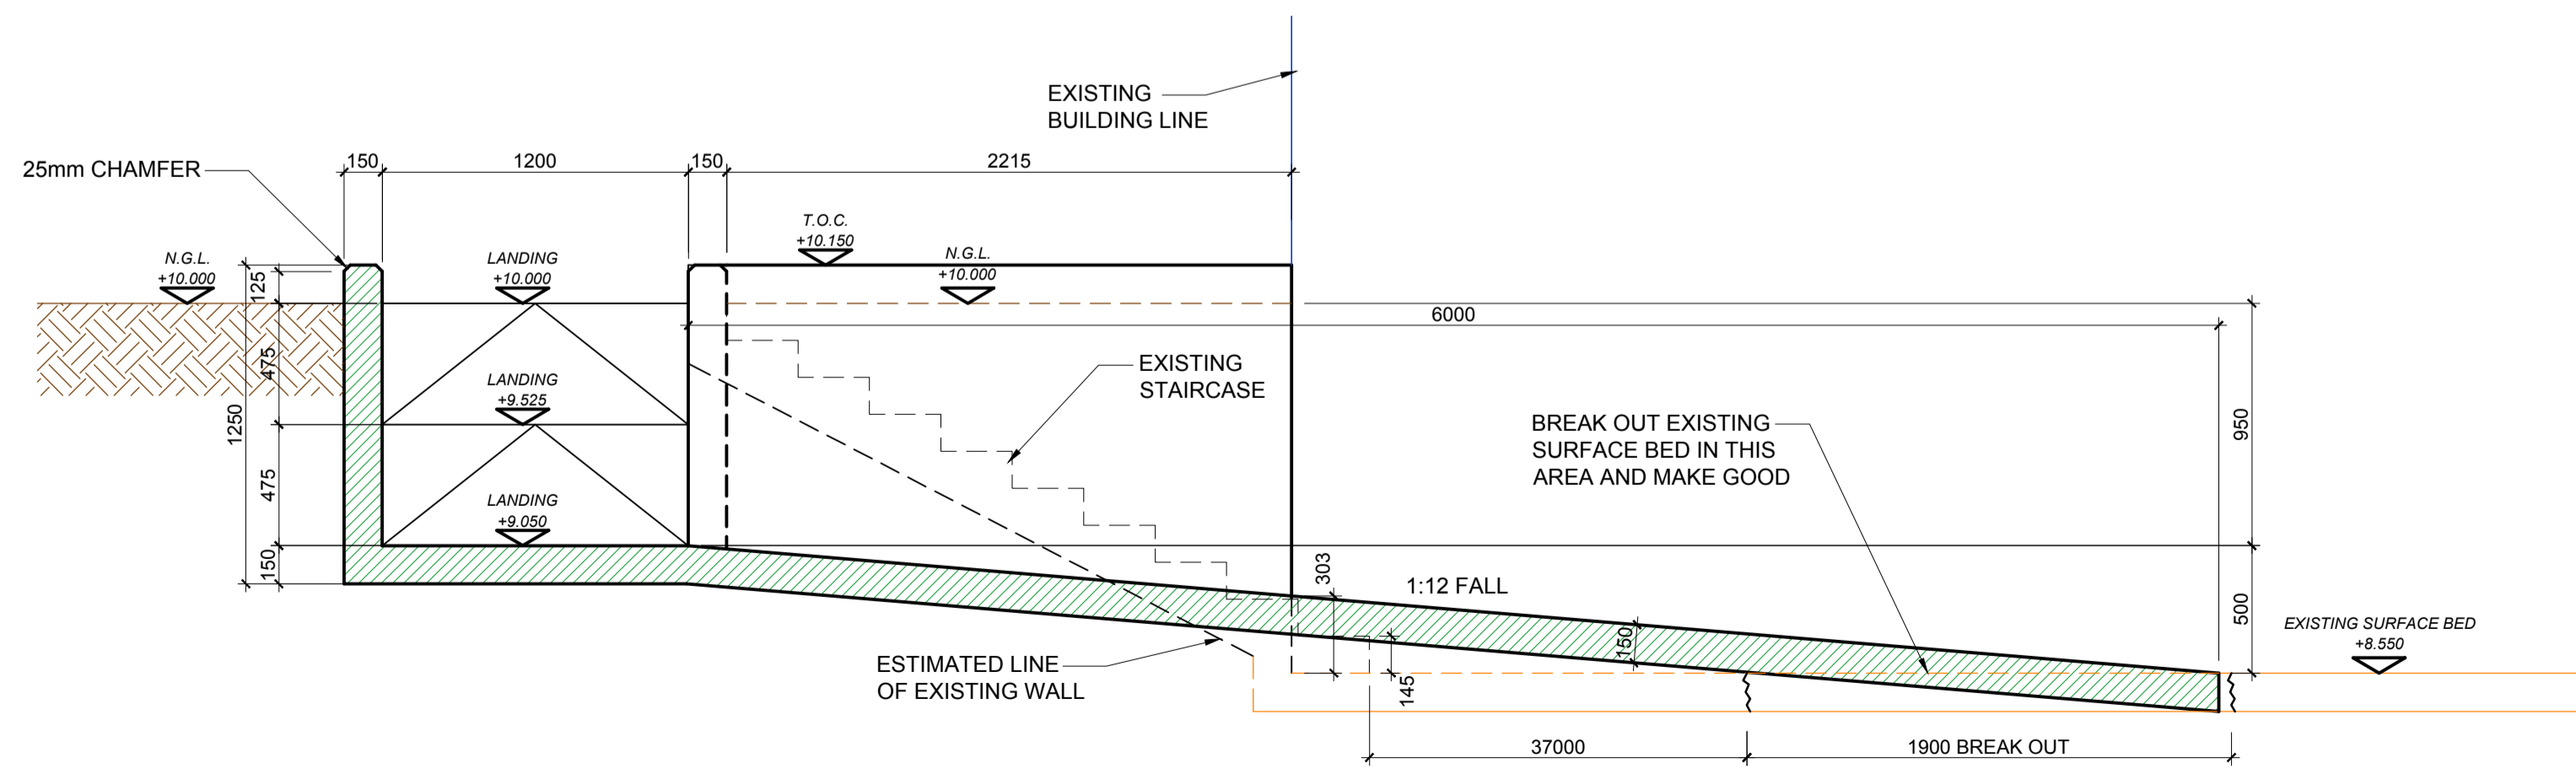 EXISTING
BUILDING LINE
25mm CHAMFER
150
1200
150
2215
T.O.C.
+10.150
N.G.L.
+10.000
LANDING
+10.000
N.G.L.
+10.000
125
6000
475
EXISTING
STAIRCASE
LANDING
+9.525
1250
950
BREAK OUT EXISTING
SURFACE BED IN THIS
AREA AND MAKE GOOD
475
LANDING
+9.050
150
303
1:12 FALL
500
EXISTING SURFACE BED
+8.550
150
ESTIMATED LINE
OF EXISTING WALL
145
37000
1900 BREAK OUT